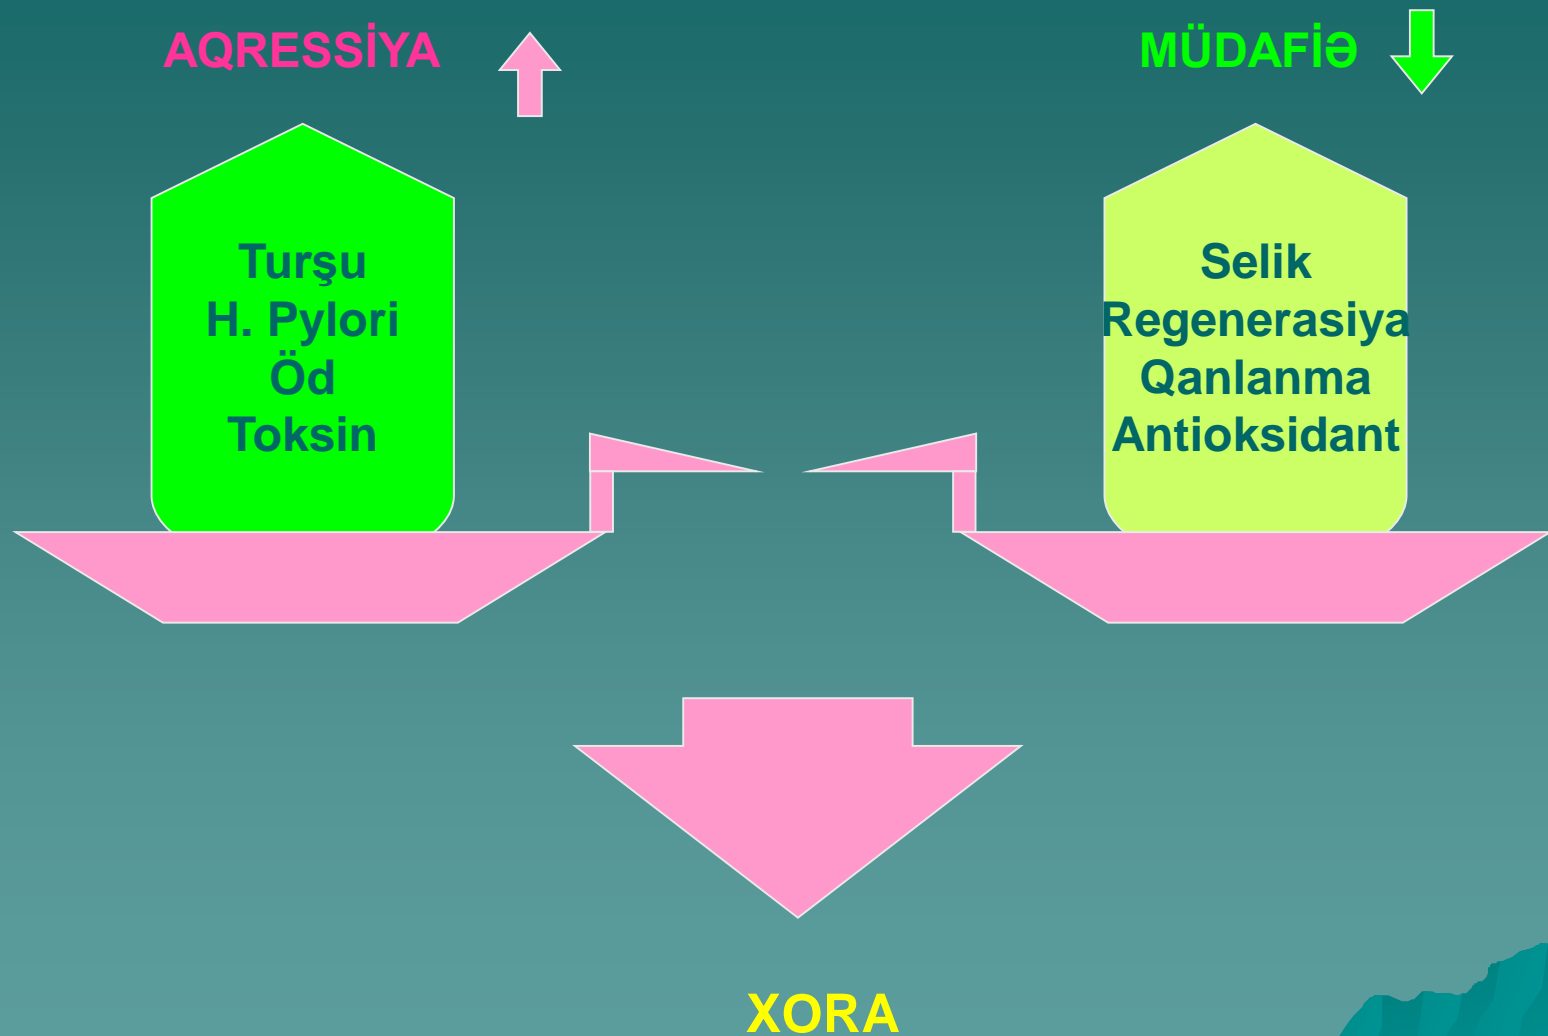 AQRESSİYA
MÜDAFİƏ
Turşu
H. Pylori
Öd
Toksin
Selik
Regenerasiya
Qanlanma
Antioksidant
XORA